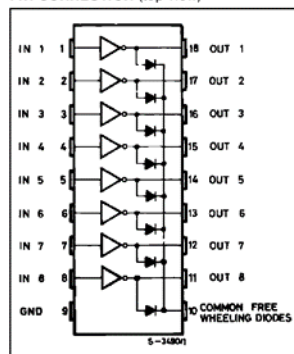 IN 1 1 18 OUT 1
IN 2 2 17 OUT 2
IN 3 3 16 OUT 3
IN 4 4 15 OUT 4
IN 5 5 14 OUT 5
IN 6 6 13 OUT 6
IN 7 7 12 OUT 7
IN 8 8 11 OUT 8
GND 9 10 COMMON FREE
WHEELING DIODES
S-3480/1